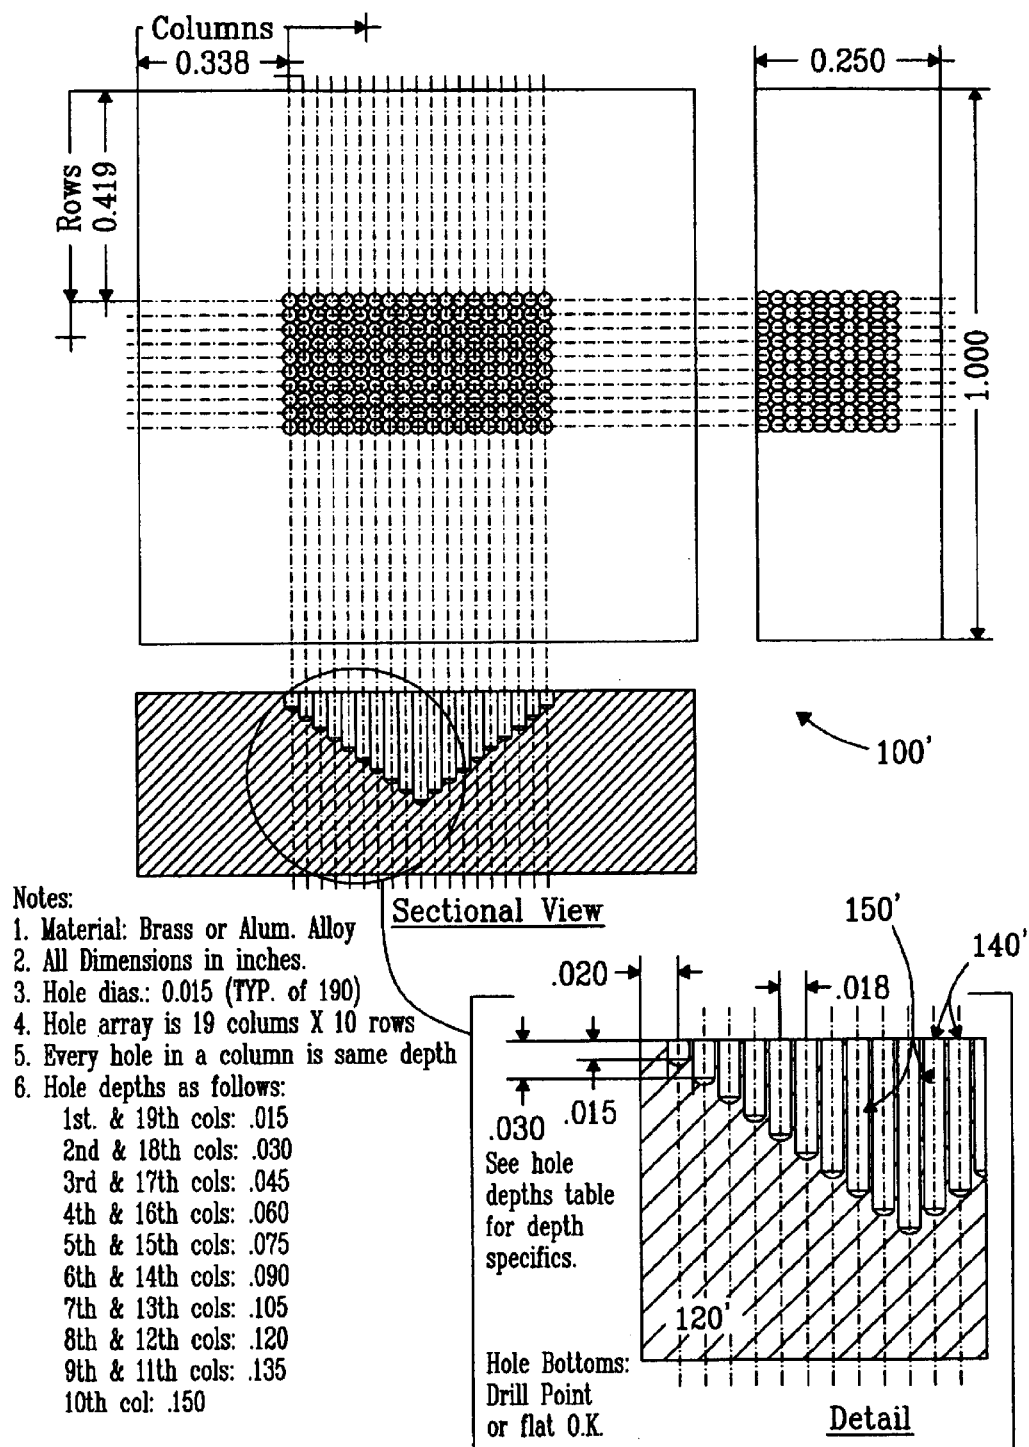 Columns
0.338
0.250
Rows
0.419
1.000
100'
Sectional View
Notes:
1. Material: Brass or Alum. Alloy
2. All Dimensions in inches.
3. Hole dias.: 0.015 (TYP. of 190)
4. Hole array is 19 colums X 10 rows
5. Every hole in a column is same depth
6. Hole depths as follows:
1st. & 19th cols: .015
2nd & 18th cols: .030
3rd & 17th cols: .045
4th & 16th cols: .060
5th & 15th cols: .075
6th & 14th cols: .090
7th & 13th cols: .105
8th & 12th cols: .120
9th & 11th cols: .135
10th col: .150
150'
140'
.020
.018
.030
.015
See hole
depths table
for depth
specifics.
120'
Hole Bottoms:
Drill Point
or flat O.K.
Detail